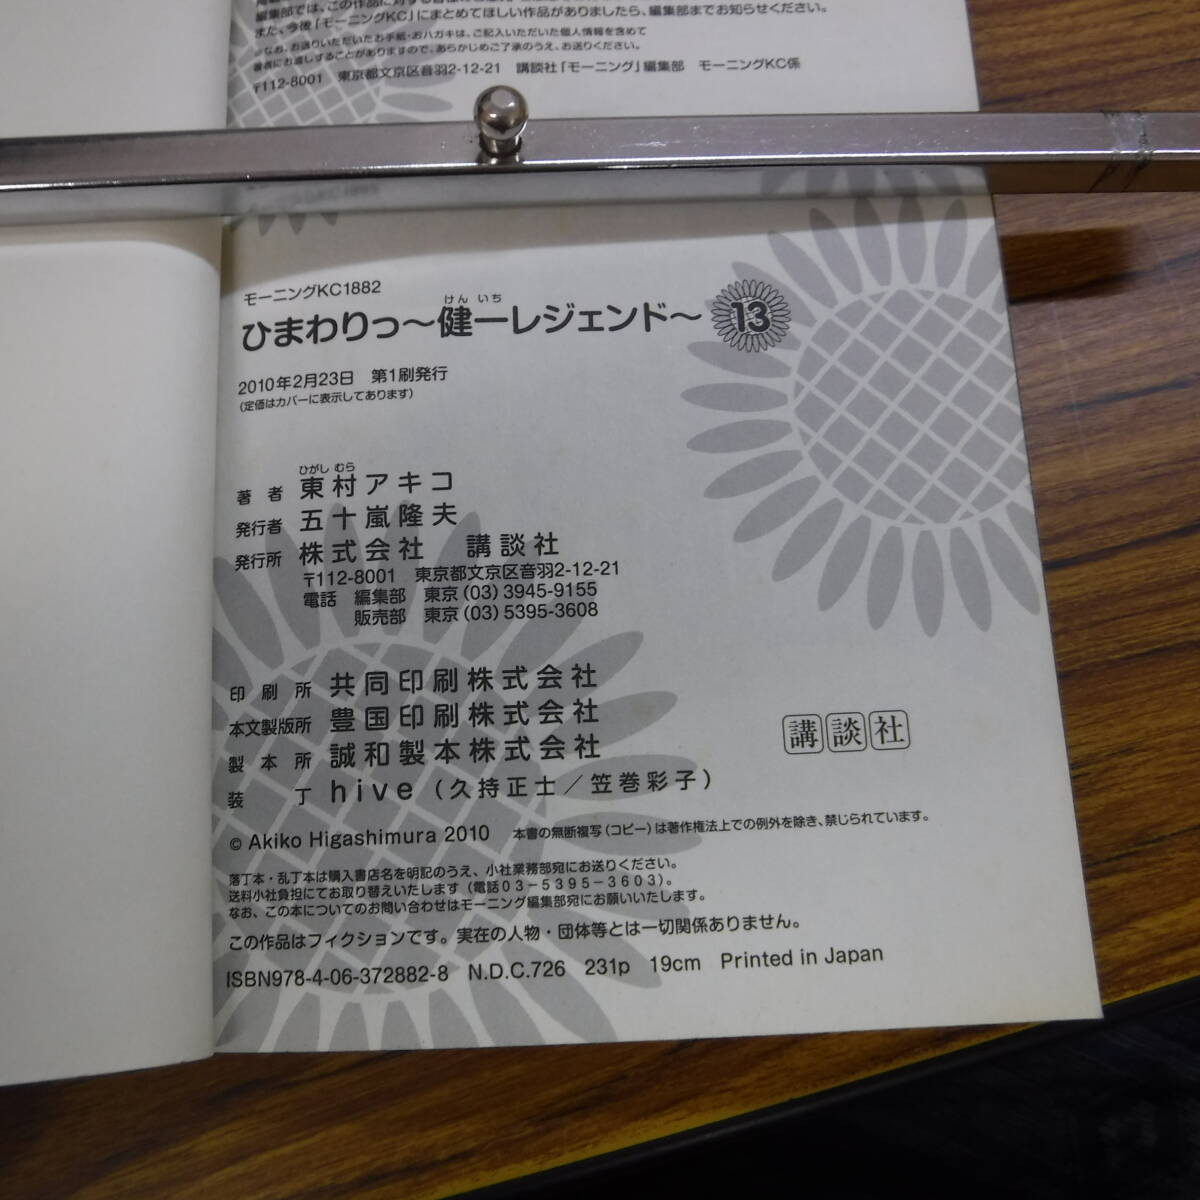 編集部では、この作品に対する皆様のご意見・ご感想を
また、今後「モーニングKC」にまとめてほしい作品がありましたら、編集部までお知らせください。
※なお、お送りいただいたお手紙・おハガキは、ご記入いただいた個人情報を含めて
著者にお渡しすることがありますので、あらかじめご了承のうえ、お送りください。
〒112-8001 東京都文京区音羽2-12-21 講談社「モーニング」編集部 モーニングKC係
モーニングKC1882
けん いち
ひまわりっ〜健一レジェンド〜 13
2010年2月23日 第1刷発行
(定価はカバーに表示してあります)
ひがし むら
著者 東村アキコ
発行者 五十嵐隆夫
発行所 株式会社 講談社
〒112-8001 東京都文京区音羽2-12-21
電話 編集部 東京(03)3945-9155
販売部 東京(03)5395-3608
印刷所 共同印刷株式会社
本文製版所 豊国印刷株式会社
製本所 誠和製本株式会社
装丁 hive(久持正士/笠巻彩子)
講談社
© Akiko Higashimura 2010 本書の無断複写(コピー)は著作権法上での例外を除き、禁じられています。
落丁本・乱丁本は購入書店名を明記のうえ、小社業務部宛にお送りください。
送料小社負担にてお取り替えいたします(電話03-5395-3603)。
なお、この本についてのお問い合わせはモーニング編集部宛にお願いいたします。
この作品はフィクションです。実在の人物・団体等とは一切関係ありません。
ISBN978-4-06-372882-8 N.D.C.726 231p 19cm Printed in Japan